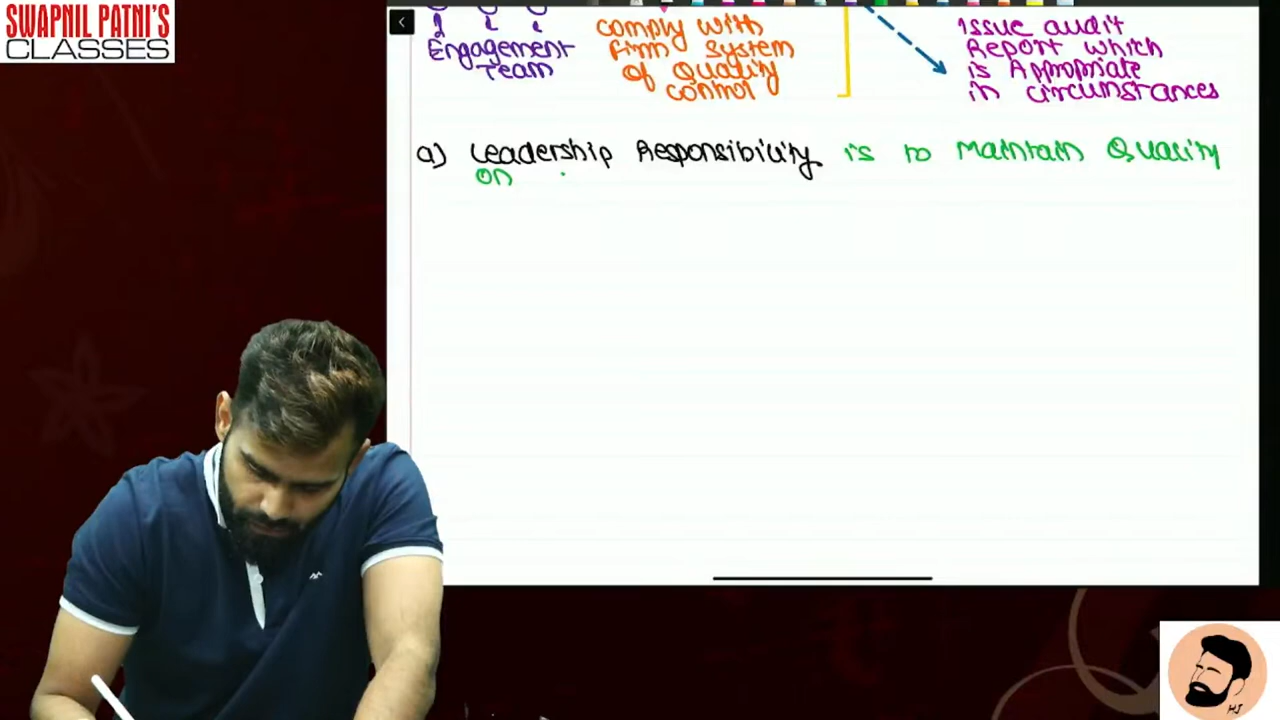 SWAPNIL PATNI'S
CLASSES
Engagement
Team
comply with
firm system
of Quality
control
Issue audit
Report which
is Appropriate
in circumstances
a) Leadership Responsibility is to Maintain Quality
on
HJ